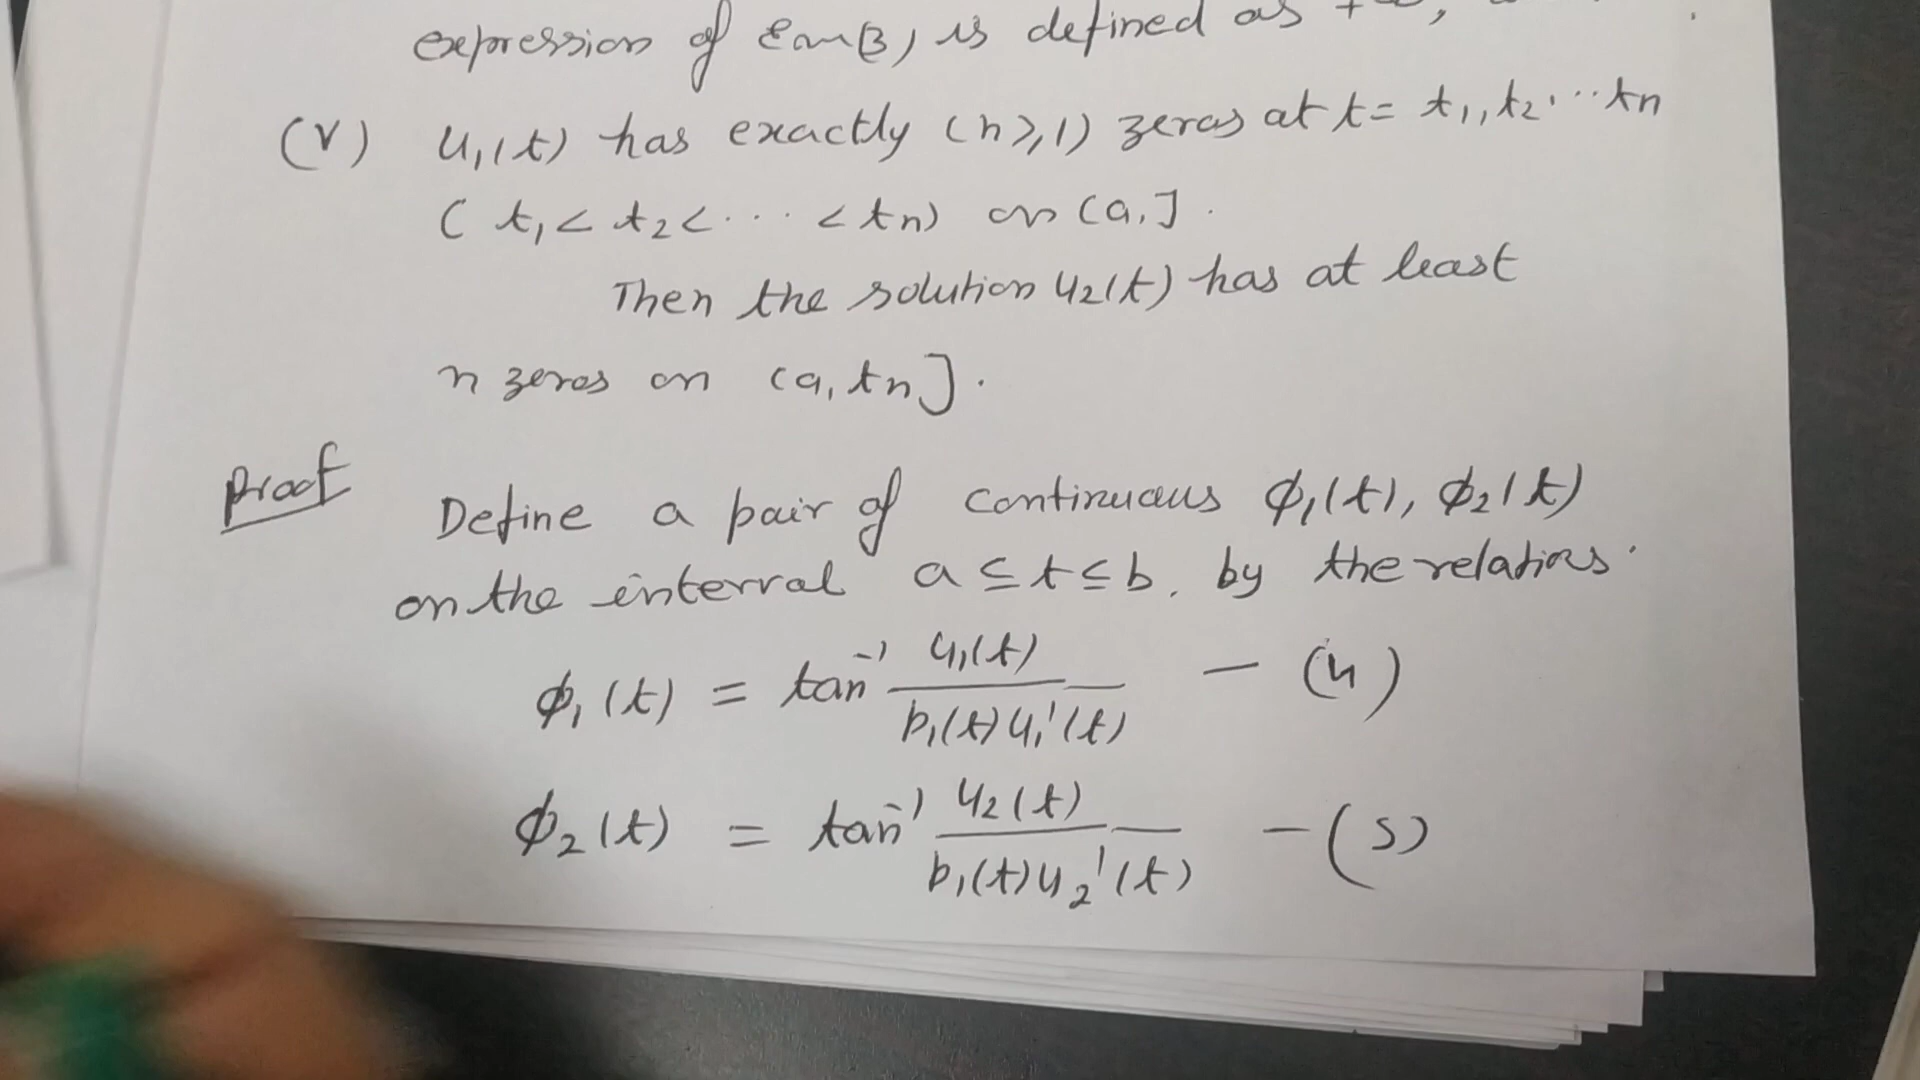 expression of Eqn(3) is defined as
(V) u₁(t) has exactly (n≥1) zeros at t= t₁, t₂...tn
( t₁< t₂<... <tn) on (a,].
Then the solution u₂(t) has at least
n zeros on (a, tn].
Proof Define a pair of continuous ϕ₁(t), ϕ₂(t)
on the interval a≤t≤b, by the relations.
ϕ₁(t) = tan⁻¹ u₁(t) / p₁(t)u₁'(t) — (4)
ϕ₂(t) = tan⁻¹ u₂(t) / p₁(t)u₂'(t) — (5)